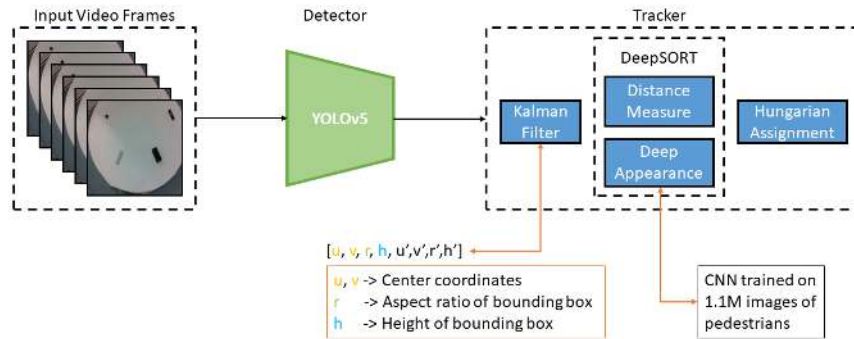 Input Video Frames
Detector
Tracker
YOLOv5
DeepSORT
Kalman
Filter
Distance
Measure
Deep
Appearance
Hungarian
Assignment
[u, v, r, h, u’,v’,r’,h’]
u, v -> Center coordinates
r -> Aspect ratio of bounding box
h -> Height of bounding box
CNN trained on
1.1M images of
pedestrians